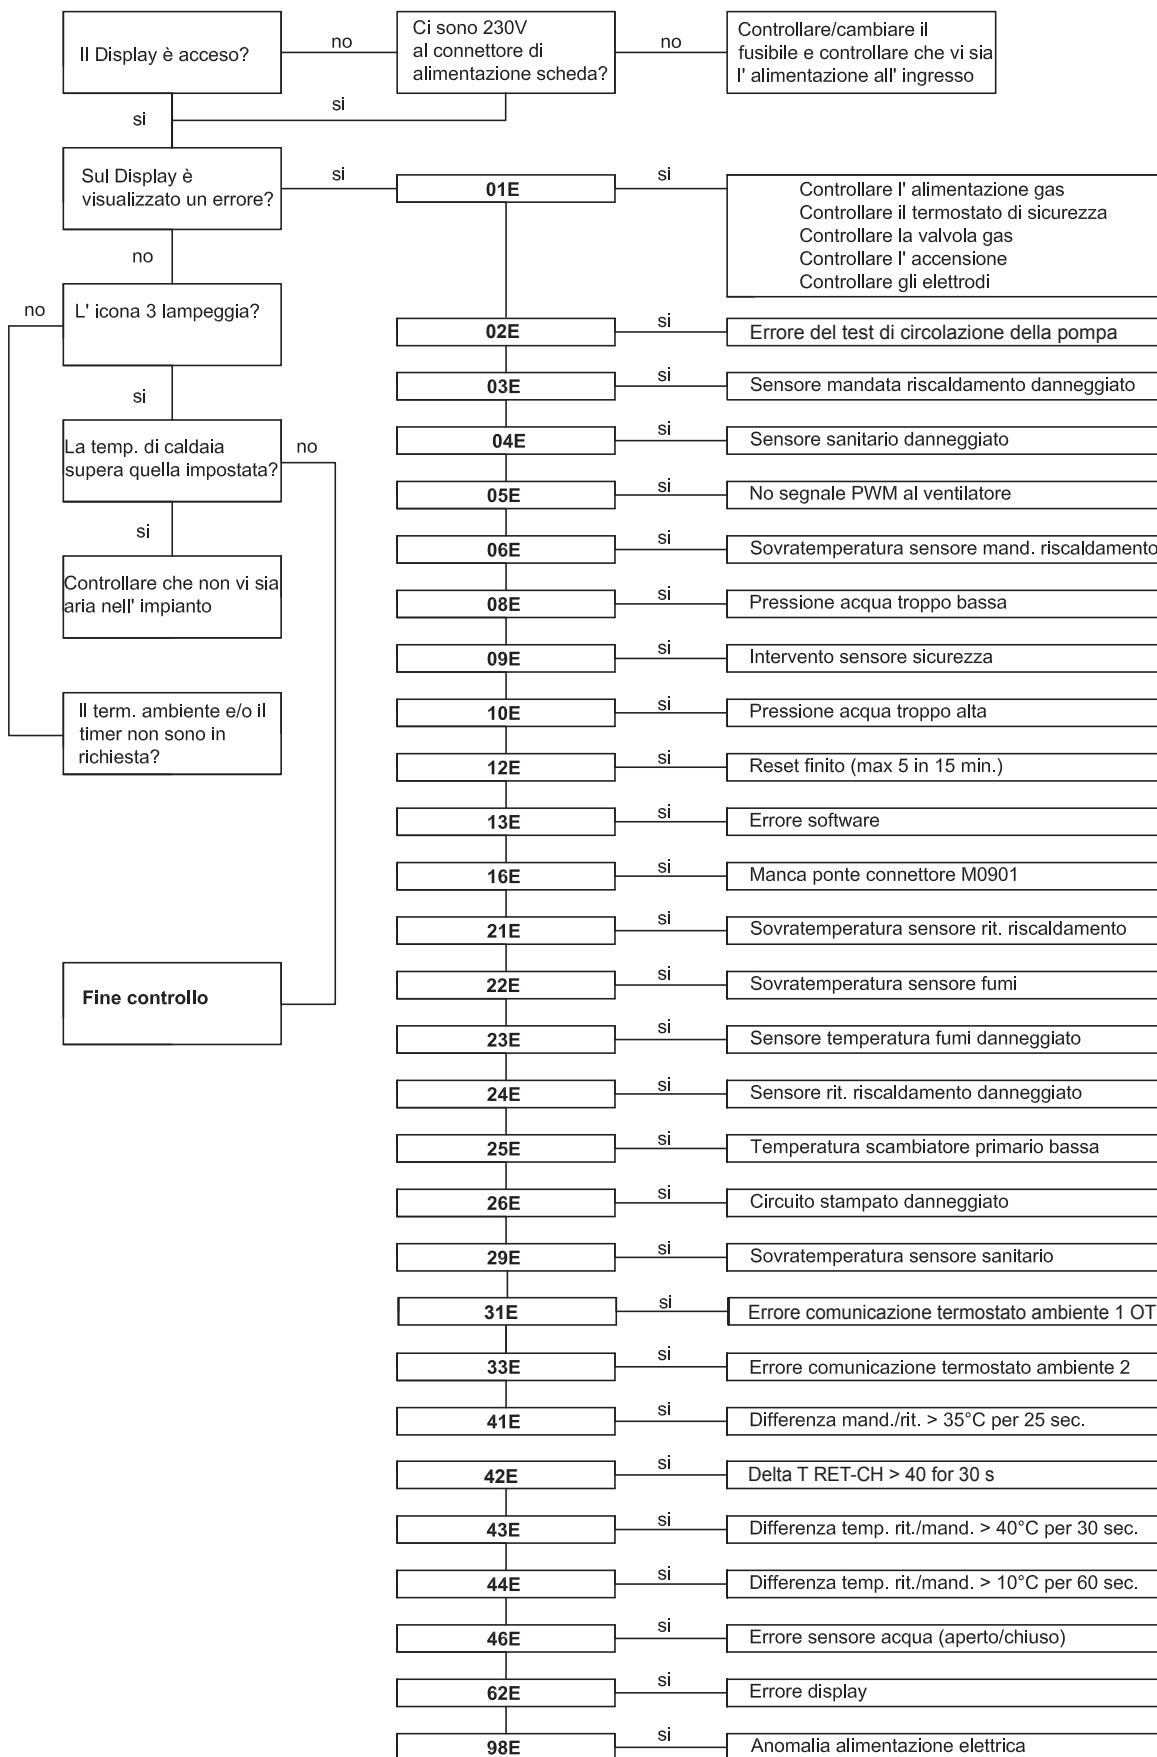 Il Display è acceso?
no
Ci sono 230V
al connettore di
alimentazione scheda?
no
Controllare/cambiare il
fusibile e controllare che vi sia
l' alimentazione all' ingresso
si
si
Sul Display è
visualizzato un errore?
si
01E
si
Controllare l' alimentazione gas
Controllare il termostato di sicurezza
Controllare la valvola gas
Controllare l' accensione
Controllare gli elettrodi
no
no
L' icona 3 lampeggia?
02E
si
Errore del test di circolazione della pompa
03E
si
Sensore mandata riscaldamento danneggiato
si
La temp. di caldaia
supera quella impostata?
no
04E
si
Sensore sanitario danneggiato
05E
si
No segnale PWM al ventilatore
si
06E
si
Sovratemperatura sensore mand. riscaldamento
Controllare che non vi sia
aria nell' impianto
08E
si
Pressione acqua troppo bassa
09E
si
Intervento sensore sicurezza
Il term. ambiente e/o il
timer non sono in
richiesta?
10E
si
Pressione acqua troppo alta
12E
si
Reset finito (max 5 in 15 min.)
13E
si
Errore software
16E
si
Manca ponte connettore M0901
21E
si
Sovratemperatura sensore rit. riscaldamento
Fine controllo
22E
si
Sovratemperatura sensore fumi
23E
si
Sensore temperatura fumi danneggiato
24E
si
Sensore rit. riscaldamento danneggiato
25E
si
Temperatura scambiatore primario bassa
26E
si
Circuito stampato danneggiato
29E
si
Sovratemperatura sensore sanitario
31E
si
Errore comunicazione termostato ambiente 1 OT
33E
si
Errore comunicazione termostato ambiente 2
41E
si
Differenza mand./rit. > 35°C per 25 sec.
42E
si
Delta T RET-CH > 40 for 30 s
43E
si
Differenza temp. rit./mand. > 40°C per 30 sec.
44E
si
Differenza temp. rit./mand. > 10°C per 60 sec.
46E
si
Errore sensore acqua (aperto/chiuso)
62E
si
Errore display
98E
si
Anomalia alimentazione elettrica